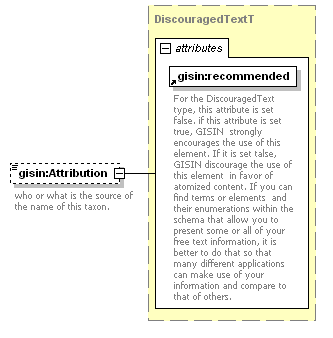 DiscouragedTextT
attributes
gisin:recommended
For the DiscouragedText
type, this attribute is set
false. if this attribute is set
true, GISIN  strongly
encourages the use of this
element. If it is set talse,
GISIN discourage the use of
this element  in favor of
atomized content. If you can
find terms or elements  and
their enumerations within the
schema that allow you to
present some or all of your
free text information, it is
better to do that so that
many different applications
can make use of your
information and compare to
that of others.
gisin:Attribution
who or what is the source of
the name of this taxon.